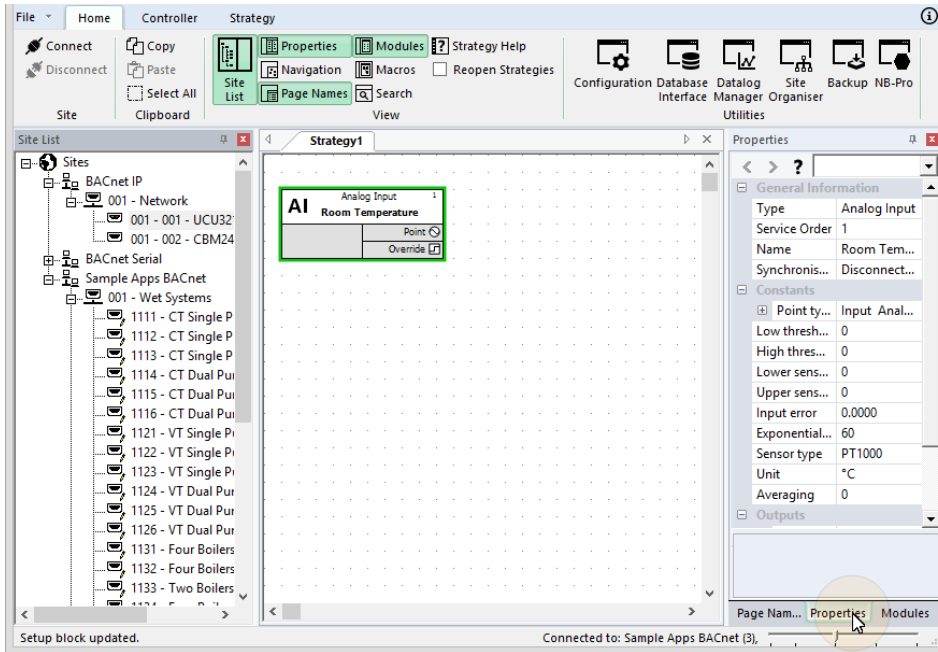 File Home Controller Strategy
Connect Copy Properties Modules ? Strategy Help
Disconnect Paste Navigation Macros Reopen Strategies
Select All Site List Page Names Search
Configuration Database Interface Datalog Manager Site Organiser Backup NB-Pro
Site Clipboard View Utilities
Site List
Sites
BACnet IP
001 - Network
001 - 001 - UCU32
001 - 002 - CBM24
BACnet Serial
Sample Apps BACnet
001 - Wet Systems
1111 - CT Single P
1112 - CT Single P
1113 - CT Single P
1114 - CT Dual Pu
1115 - CT Dual Pu
1116 - CT Dual Pu
1121 - VT Single P
1122 - VT Single P
1123 - VT Single P
1124 - VT Dual Pur
1125 - VT Dual Pur
1126 - VT Dual Pur
1131 - Four Boilers
1132 - Four Boilers
1133 - Two Boilers
Strategy1
AI Analog Input 1
Room Temperature
Point
Override
Properties
?
General Information
Type Analog Input
Service Order 1
Name Room Tem...
Synchronis... Disconnect...
Constants
Point ty... Input Anal...
Low thresh... 0
High thres... 0
Lower sens... 0
Upper sens... 0
Input error 0.0000
Exponential... 60
Sensor type PT1000
Unit °C
Averaging 0
Outputs
Page Nam... Properties Modules
Setup block updated. Connected to: Sample Apps BACnet (3),